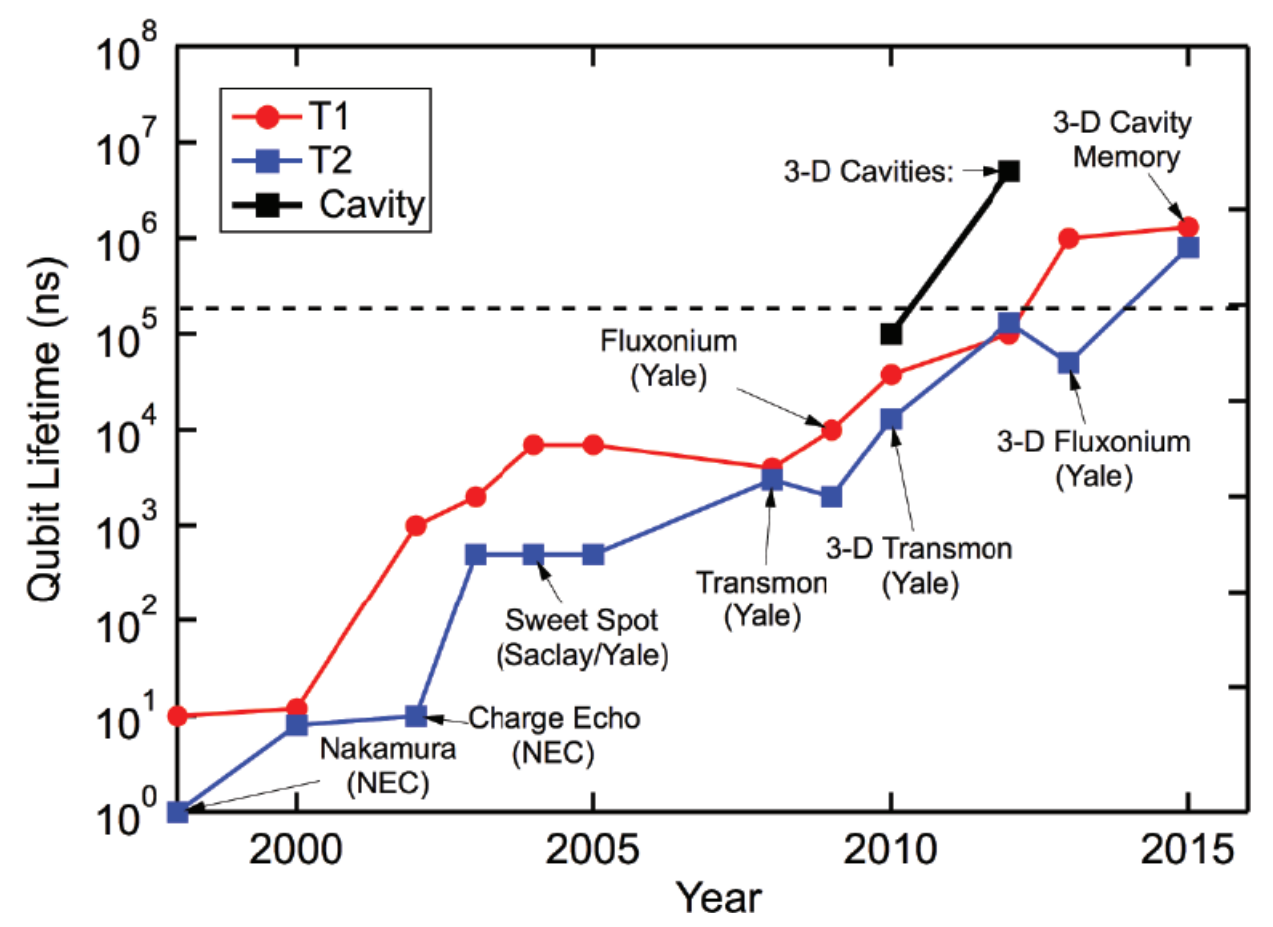 10^8
10^7
10^6
10^5
10^4
10^3
10^2
10^1
10^0
Qubit Lifetime (ns)
T1
T2
Cavity
3-D Cavities:
3-D Cavity
Memory
Fluxonium
(Yale)
3-D Fluxonium
(Yale)
3-D Transmon
(Yale)
Transmon
(Yale)
Sweet Spot
(Saclay/Yale)
Charge Echo
(NEC)
Nakamura
(NEC)
2000
2005
2010
2015
Year